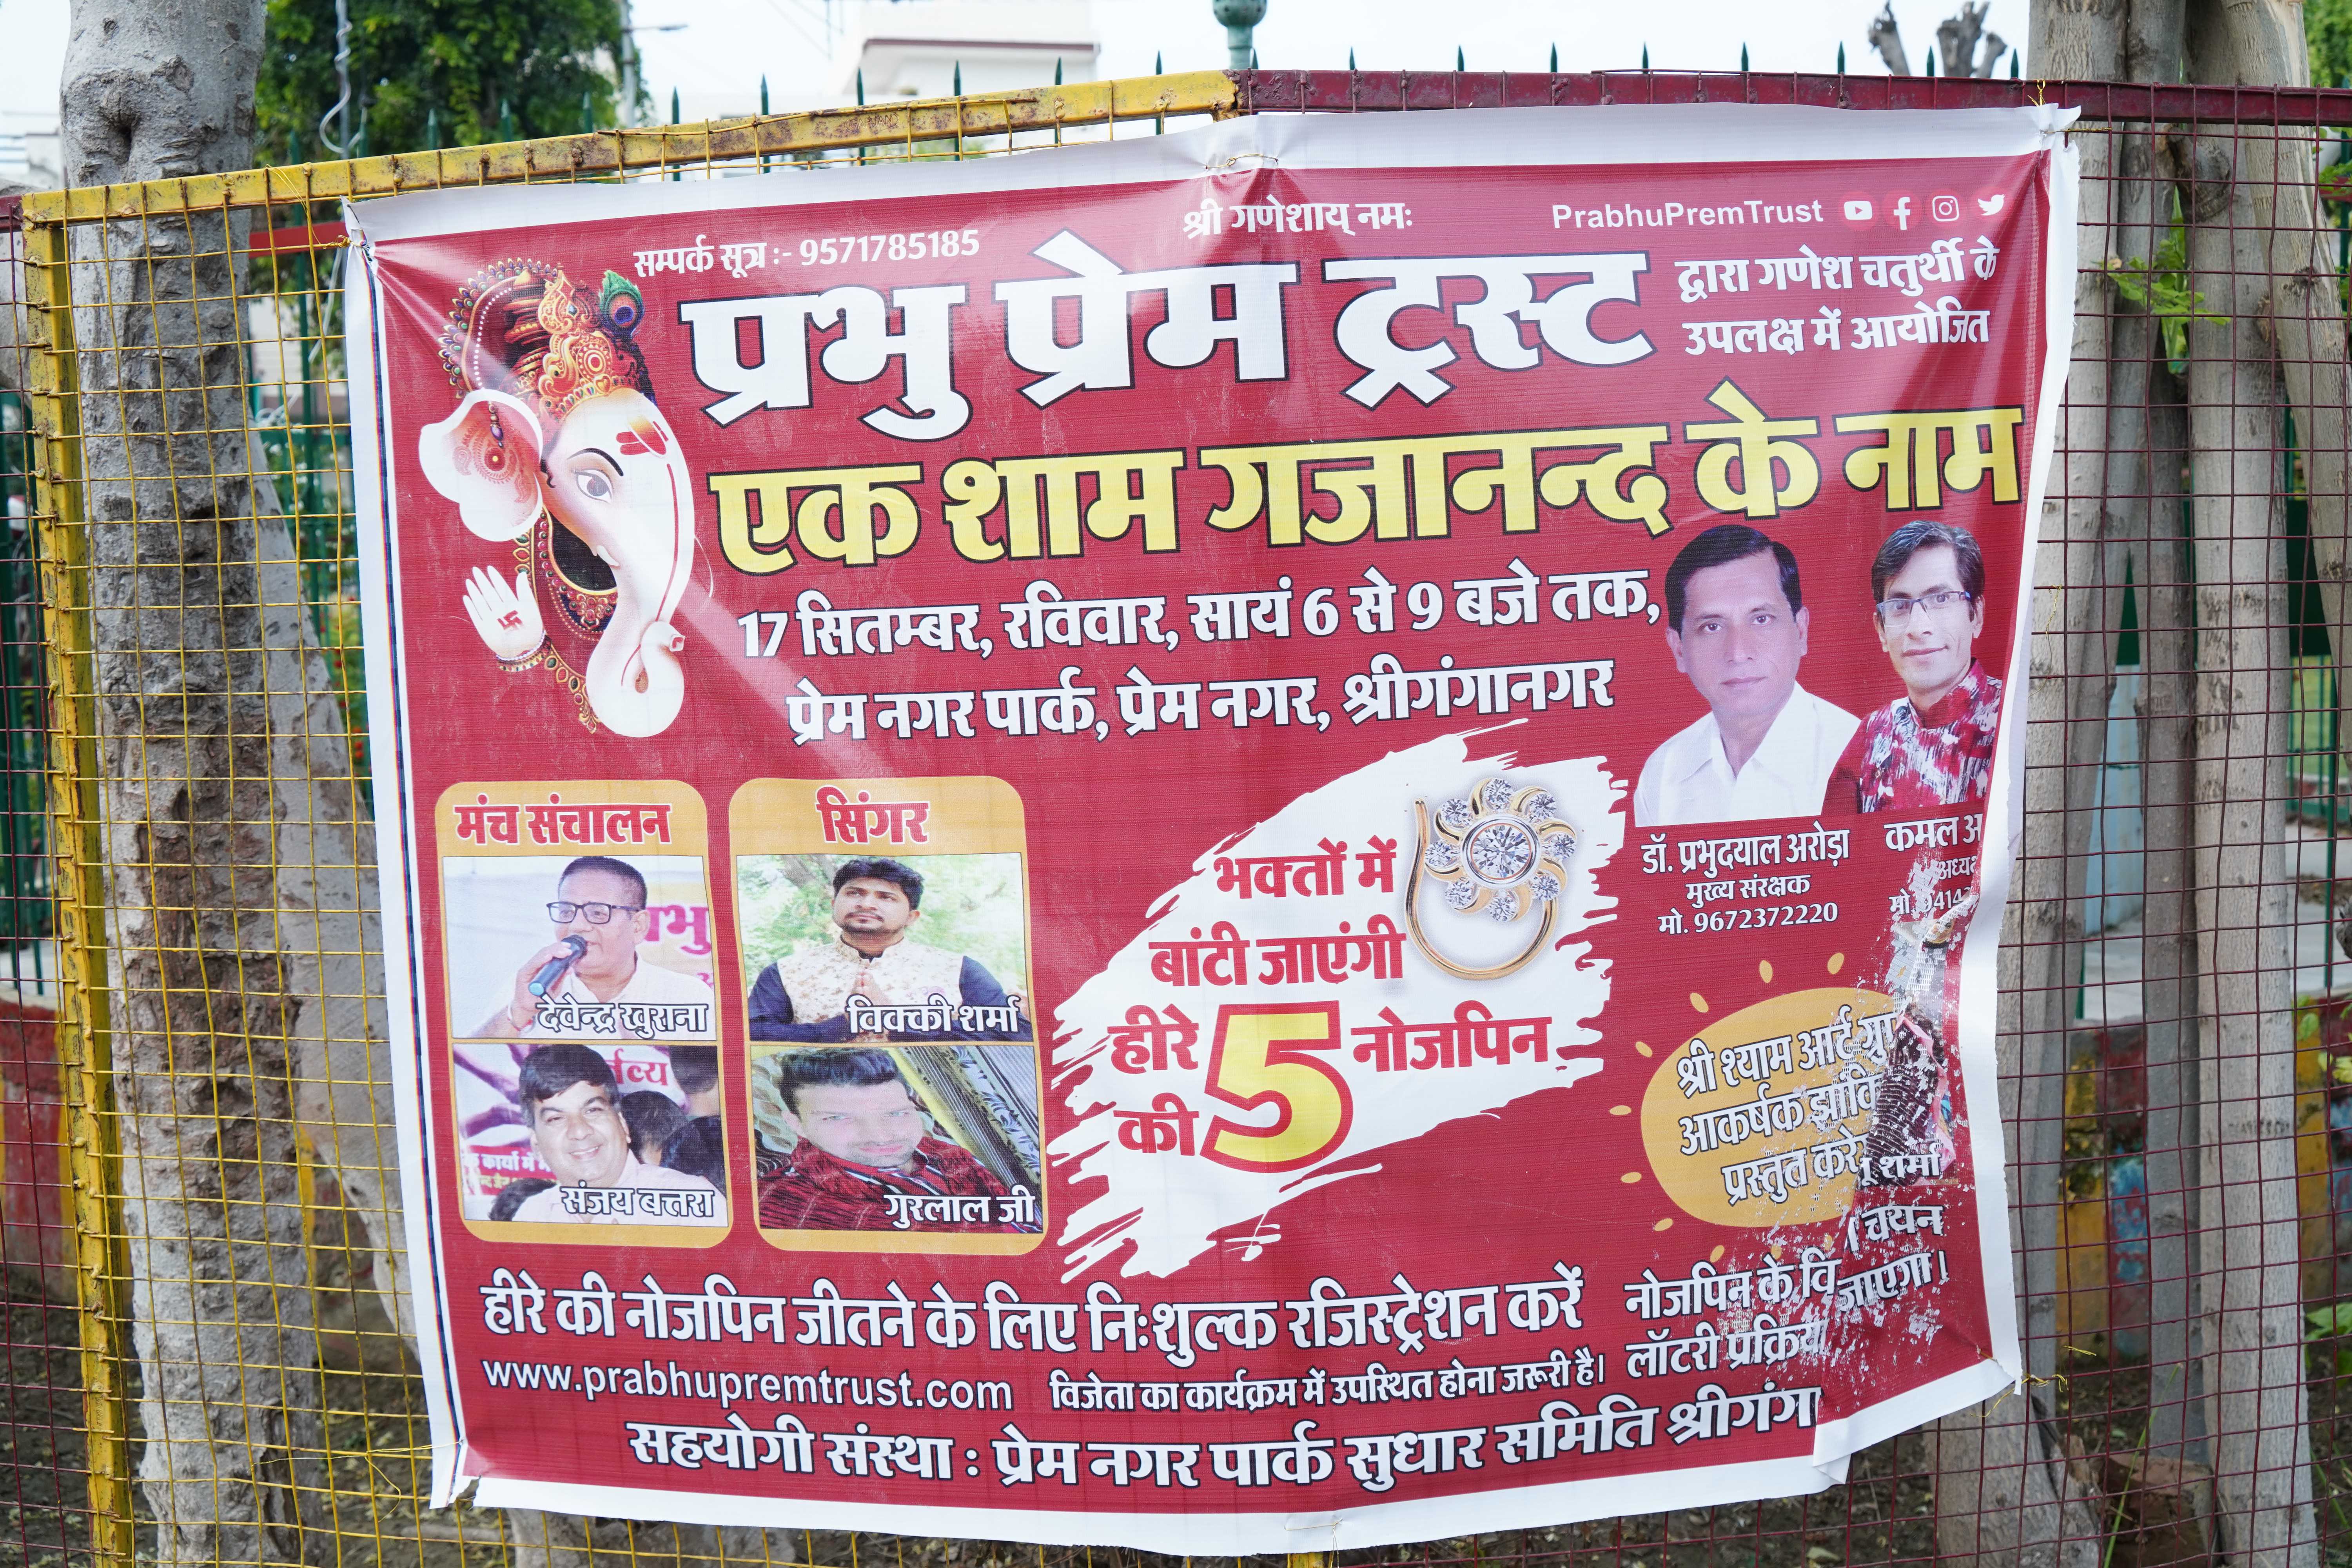 श्री गणेशाय् नमः
सम्पर्क सूत्र :- 9571785185
PrabhuPremTrust
प्रभु प्रेम ट्रस्ट
द्वारा गणेश चतुर्थी के
उपलक्ष में आयोजित
एक शाम गजानन्द के नाम
17 सितम्बर, रविवार, सायं 6 से 9 बजे तक,
प्रेम नगर पार्क, प्रेम नगर, श्रीगंगानगर
डॉ. प्रभुदयाल अरोड़ा
मुख्य संरक्षक
मो. 9672372220
कमल
मंच संचालन
देवेन्द्र खुराना
संजय बत्तरा
सिंगर
विक्की शर्मा
गुरलाल जी
भक्तों में
बांटी जाएंगी
हीरे 5 नोजपिन
की
श्री श्याम आर्ट
आकर्षक
प्रस्तुत
शर्मा
हीरे की नोजपिन जीतने के लिए निःशुल्क रजिस्ट्रेशन करें
www.prabhupremtrust.com
विजेता का कार्यक्रम में उपस्थित होना जरूरी है।
नोजपिन के
चयन
लॉटरी प्रक्रिया
जाएगा।
सहयोगी संस्था : प्रेम नगर पार्क सुधार समिति